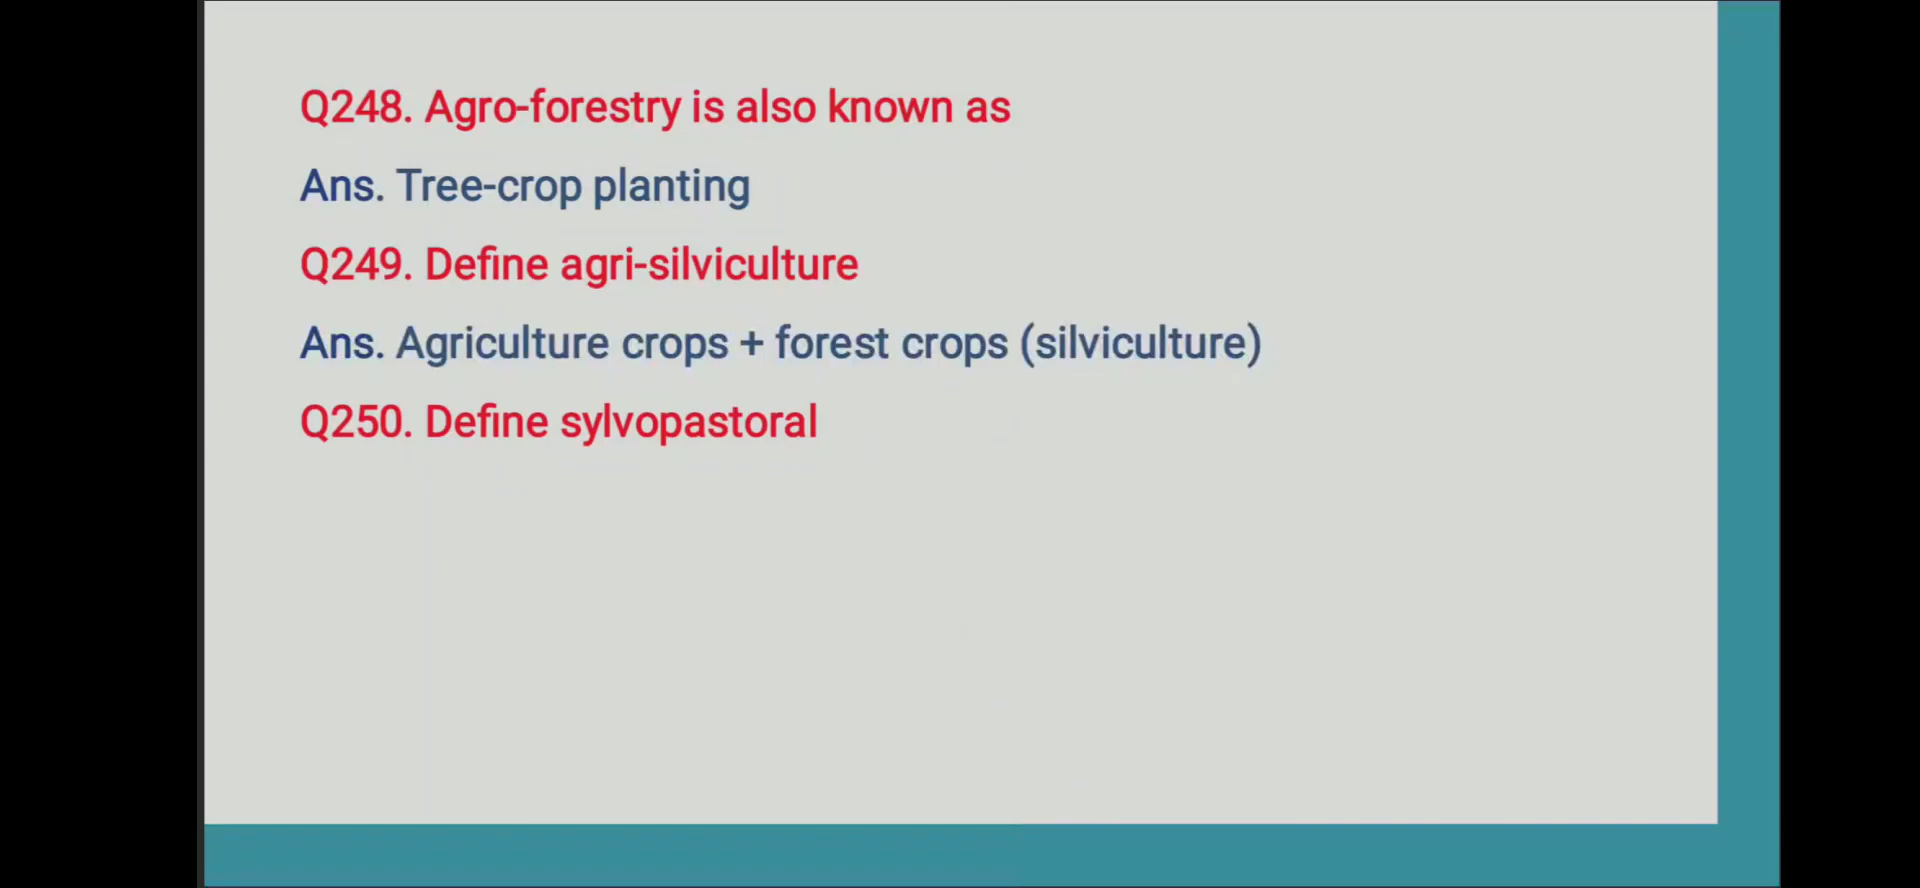 Q248. Agro-forestry is also known as
Ans. Tree-crop planting
Q249. Define agri-silviculture
Ans. Agriculture crops + forest crops (silviculture)
Q250. Define sylvopastoral